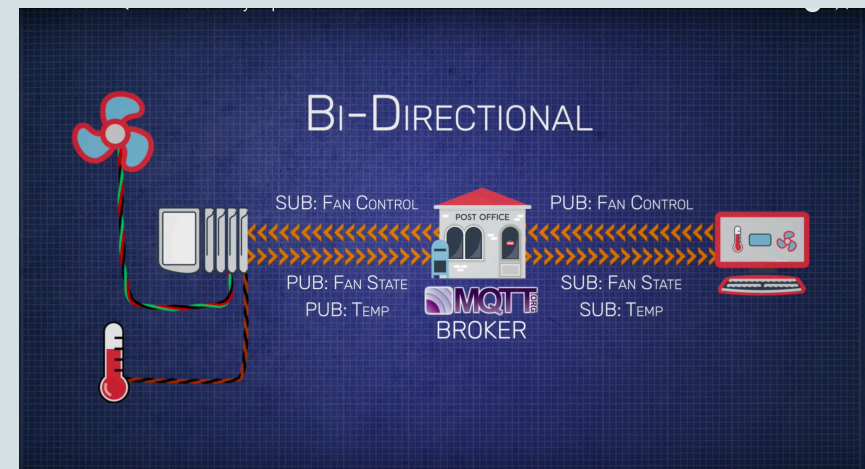 BI-DIRECTIONAL
SUB: FAN CONTROL
POST OFFICE
PUB: FAN CONTROL
PUB: FAN STATE
PUB: TEMP
SUB: FAN STATE
SUB: TEMP
MQTT.ORG
BROKER